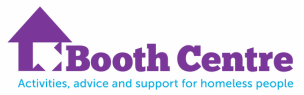 Booth Centre
Activities, advice and support for homeless people